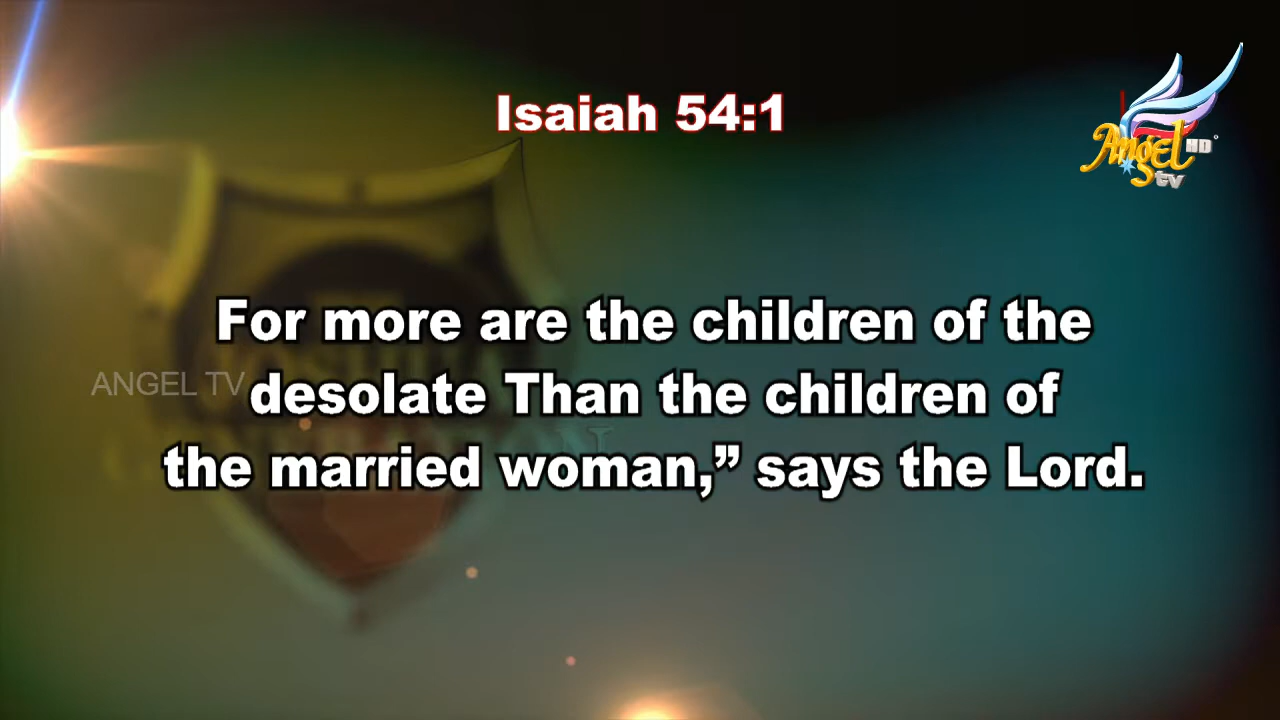 Isaiah 54:1
Angel HD
tv
For more are the children of the
ANGEL TV
desolate Than the children of
the married woman,” says the Lord.